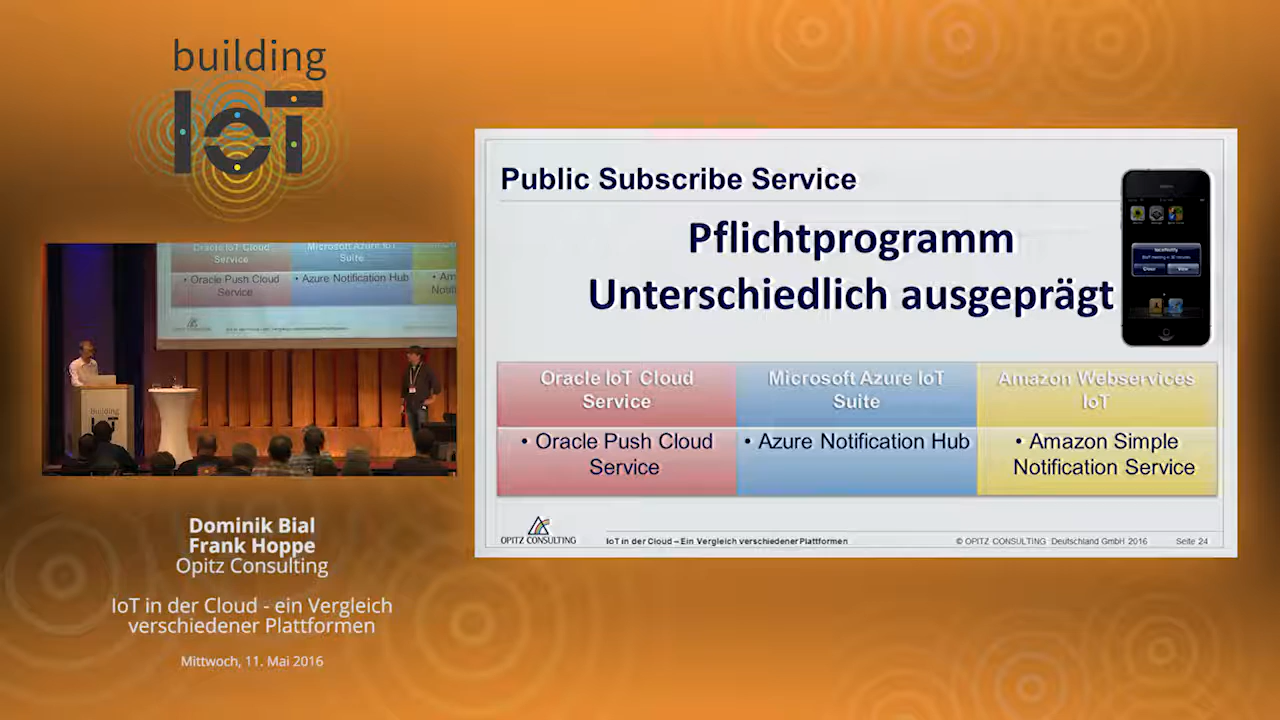 building
IoT
Oracle IoT Cloud
Service
Microsoft Azure IoT
Suite
• Oracle Push Cloud
Service
• Azure Notification Hub
OPITZ CONSULTING
building
IoT
Dominik Bial
Frank Hoppe
Opitz Consulting
IoT in der Cloud - ein Vergleich
verschiedener Plattformen
Mittwoch, 11. Mai 2016
Public Subscribe Service
Pflichtprogramm
Unterschiedlich ausgeprägt
Oracle IoT Cloud
Service
Microsoft Azure IoT
Suite
Amazon Webservices
IoT
• Oracle Push Cloud
Service
• Azure Notification Hub
• Amazon Simple
Notification Service
OPITZ CONSULTING
IoT in der Cloud – Ein Vergleich verschiedener Plattformen
© OPITZ CONSULTING Deutschland GmbH 2016
Seite 24